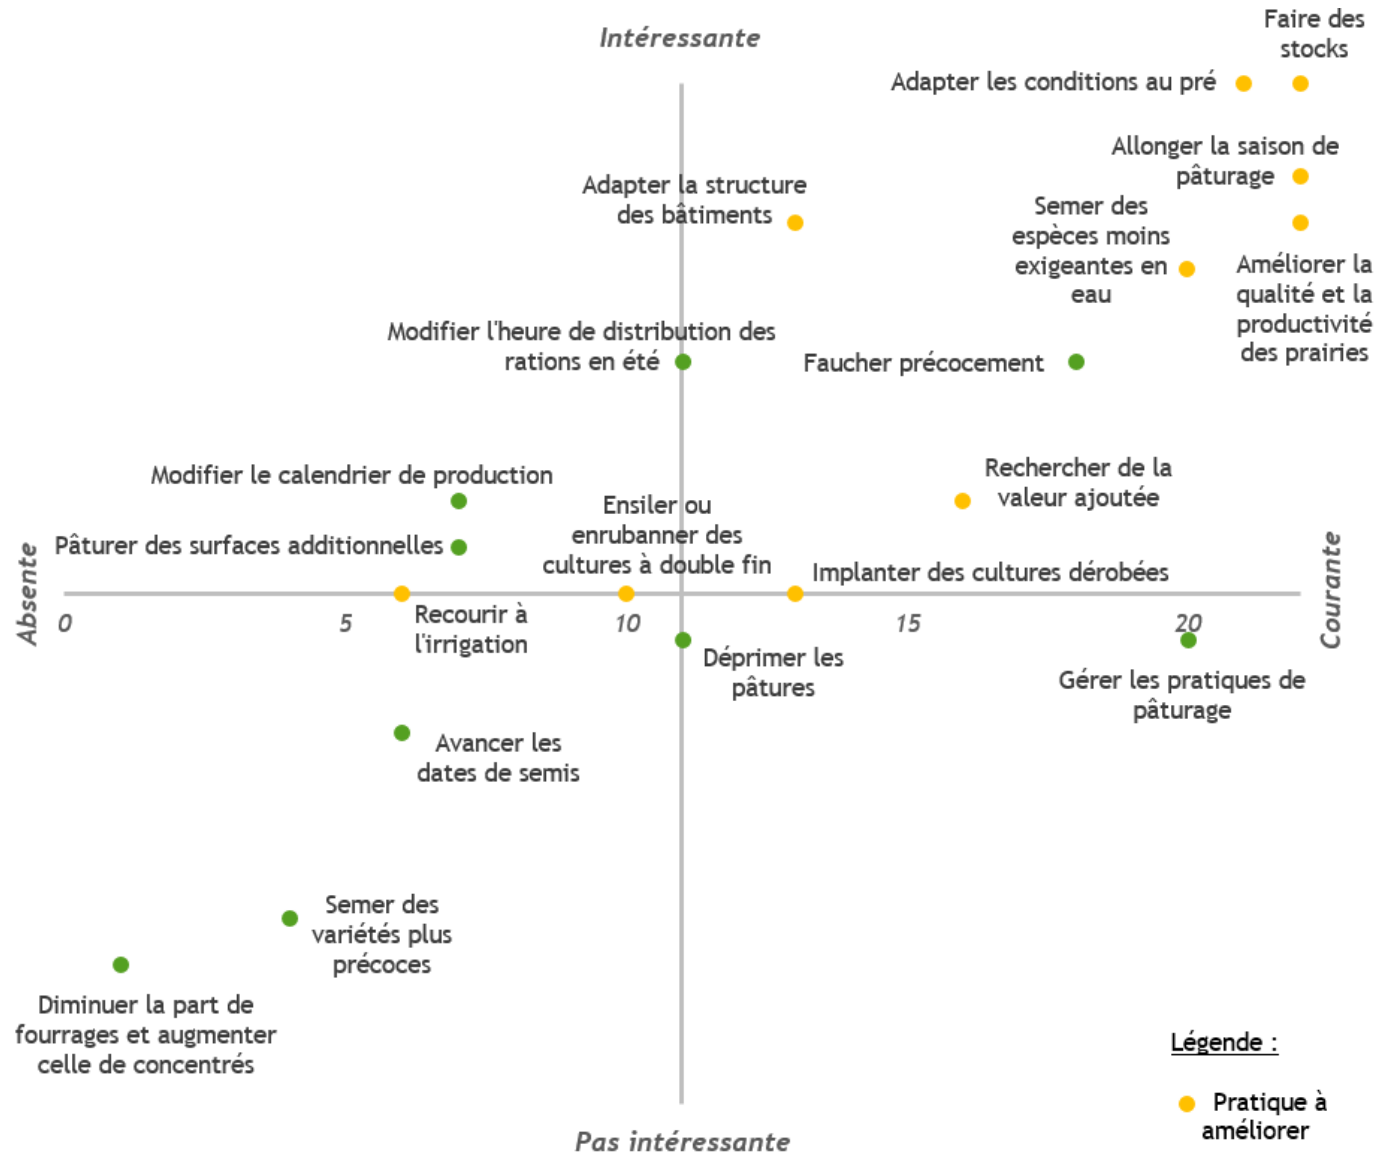 Faire des
stocks
Intéressante
Adapter les conditions au pré
Allonger la saison de
pâturage
Adapter la structure
des bâtiments
Semer des
espèces moins
exigeantes en
eau
Améliorer la
qualité et la
productivité
des prairies
Modifier l'heure de distribution des
rations en été
Faucher précocement
Modifier le calendrier de production
Rechercher de la
valeur ajoutée
Ensiler ou
enrubanner des
cultures à double fin
Pâturer des surfaces additionnelles
Implanter des cultures dérobées
Absente
Courante
0
5
10
15
20
Recourir à
l'irrigation
Déprimer les
pâtures
Gérer les pratiques de
pâturage
Avancer les
dates de semis
Semer des
variétés plus
précoces
Diminuer la part de
fourrages et augmenter
celle de concentrés
Légende :
Pratique à
améliorer
Pas intéressante